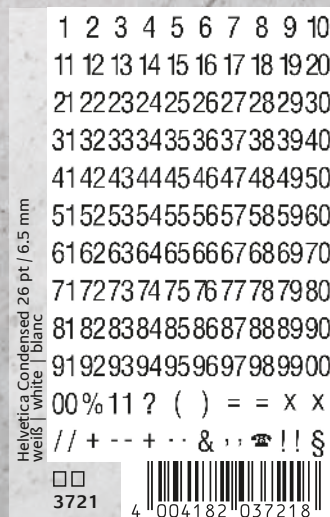 1 2 3 4 5 6 7 8 9 10
11 12 13 14 15 16 17 18 19 20
21 22 23 24 25 26 27 28 29 30
31 32 33 34 35 36 37 38 39 40
41 42 43 44 45 46 47 48 49 50
51 52 53 54 55 56 57 58 59 60
61 62 63 64 65 66 67 68 69 70
71 72 73 74 75 76 77 78 79 80
81 82 83 84 85 86 87 88 89 90
91 92 93 94 95 96 97 98 99 00
00 % 11 ? ( ) = = X X
// + - - + · · & , , ☎ ! ! §
Helvetica Condensed 26 pt / 6.5 mm
weiß | white | blanc
3721
4 004182 037218